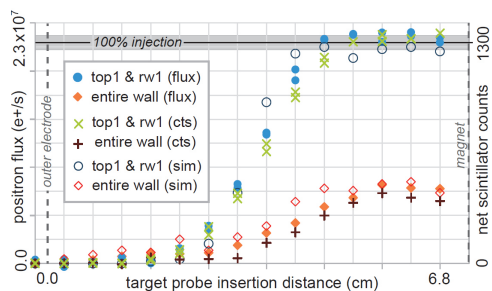 2.3x10⁷
positron flux (e+/s)
0.0
100% injection
outer electrode
top1 & rw1 (flux)
entire wall (flux)
top1 & rw1 (cts)
entire wall (cts)
top1 & rw1 (sim)
entire wall (sim)
magnet
1300
net scintillator counts
0
0.0
target probe insertion distance (cm)
6.8